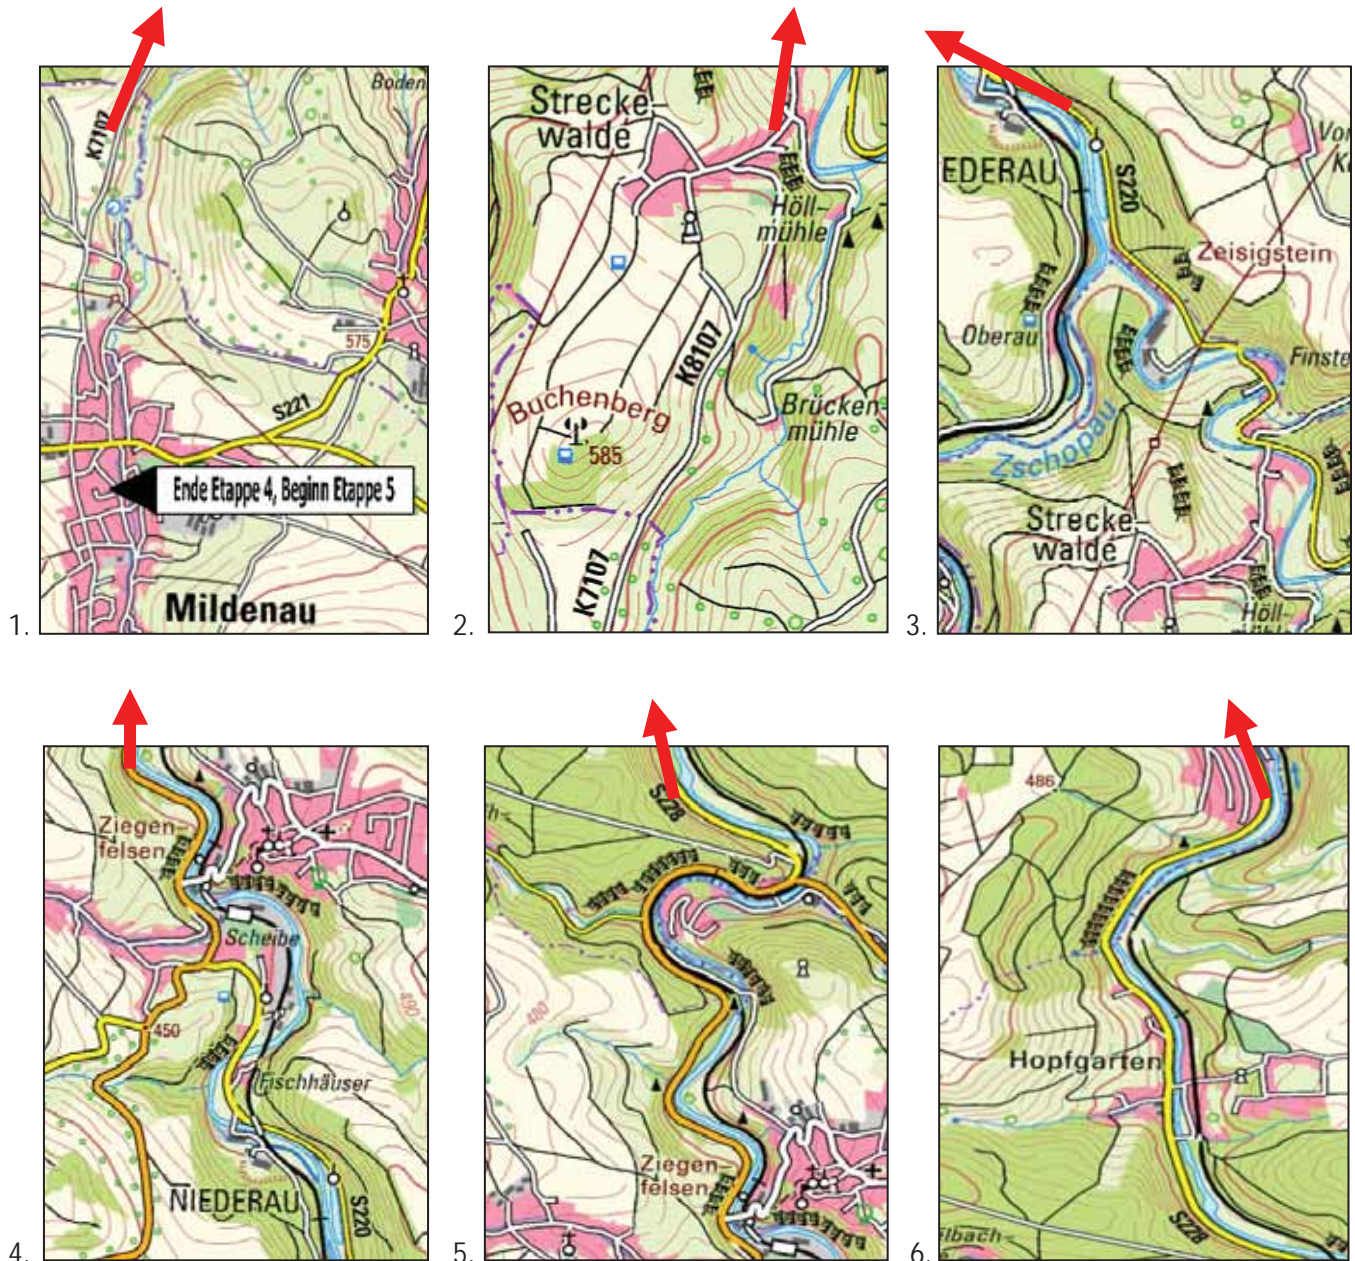 1.
K7107
Boden
575
S221
Ende Etappe 4, Beginn Etappe 5
Mildenau
2.
Strecke-
walde
Höll-
mühle
K8107
Buchenberg
585
Brücken-
mühle
K7107
3.
EDERAU
S220
Zeisigstein
Oberau
Finste
Zschopau
Strecke-
walde
Höll-
4.
Ziegen-
felsen
Scheibe
490
450
Fischhäuser
NIEDERAU
S220
5.
S228
h-
400
Ziegen-
felsen
6.
486
Hopfgarten
S228
lbach-